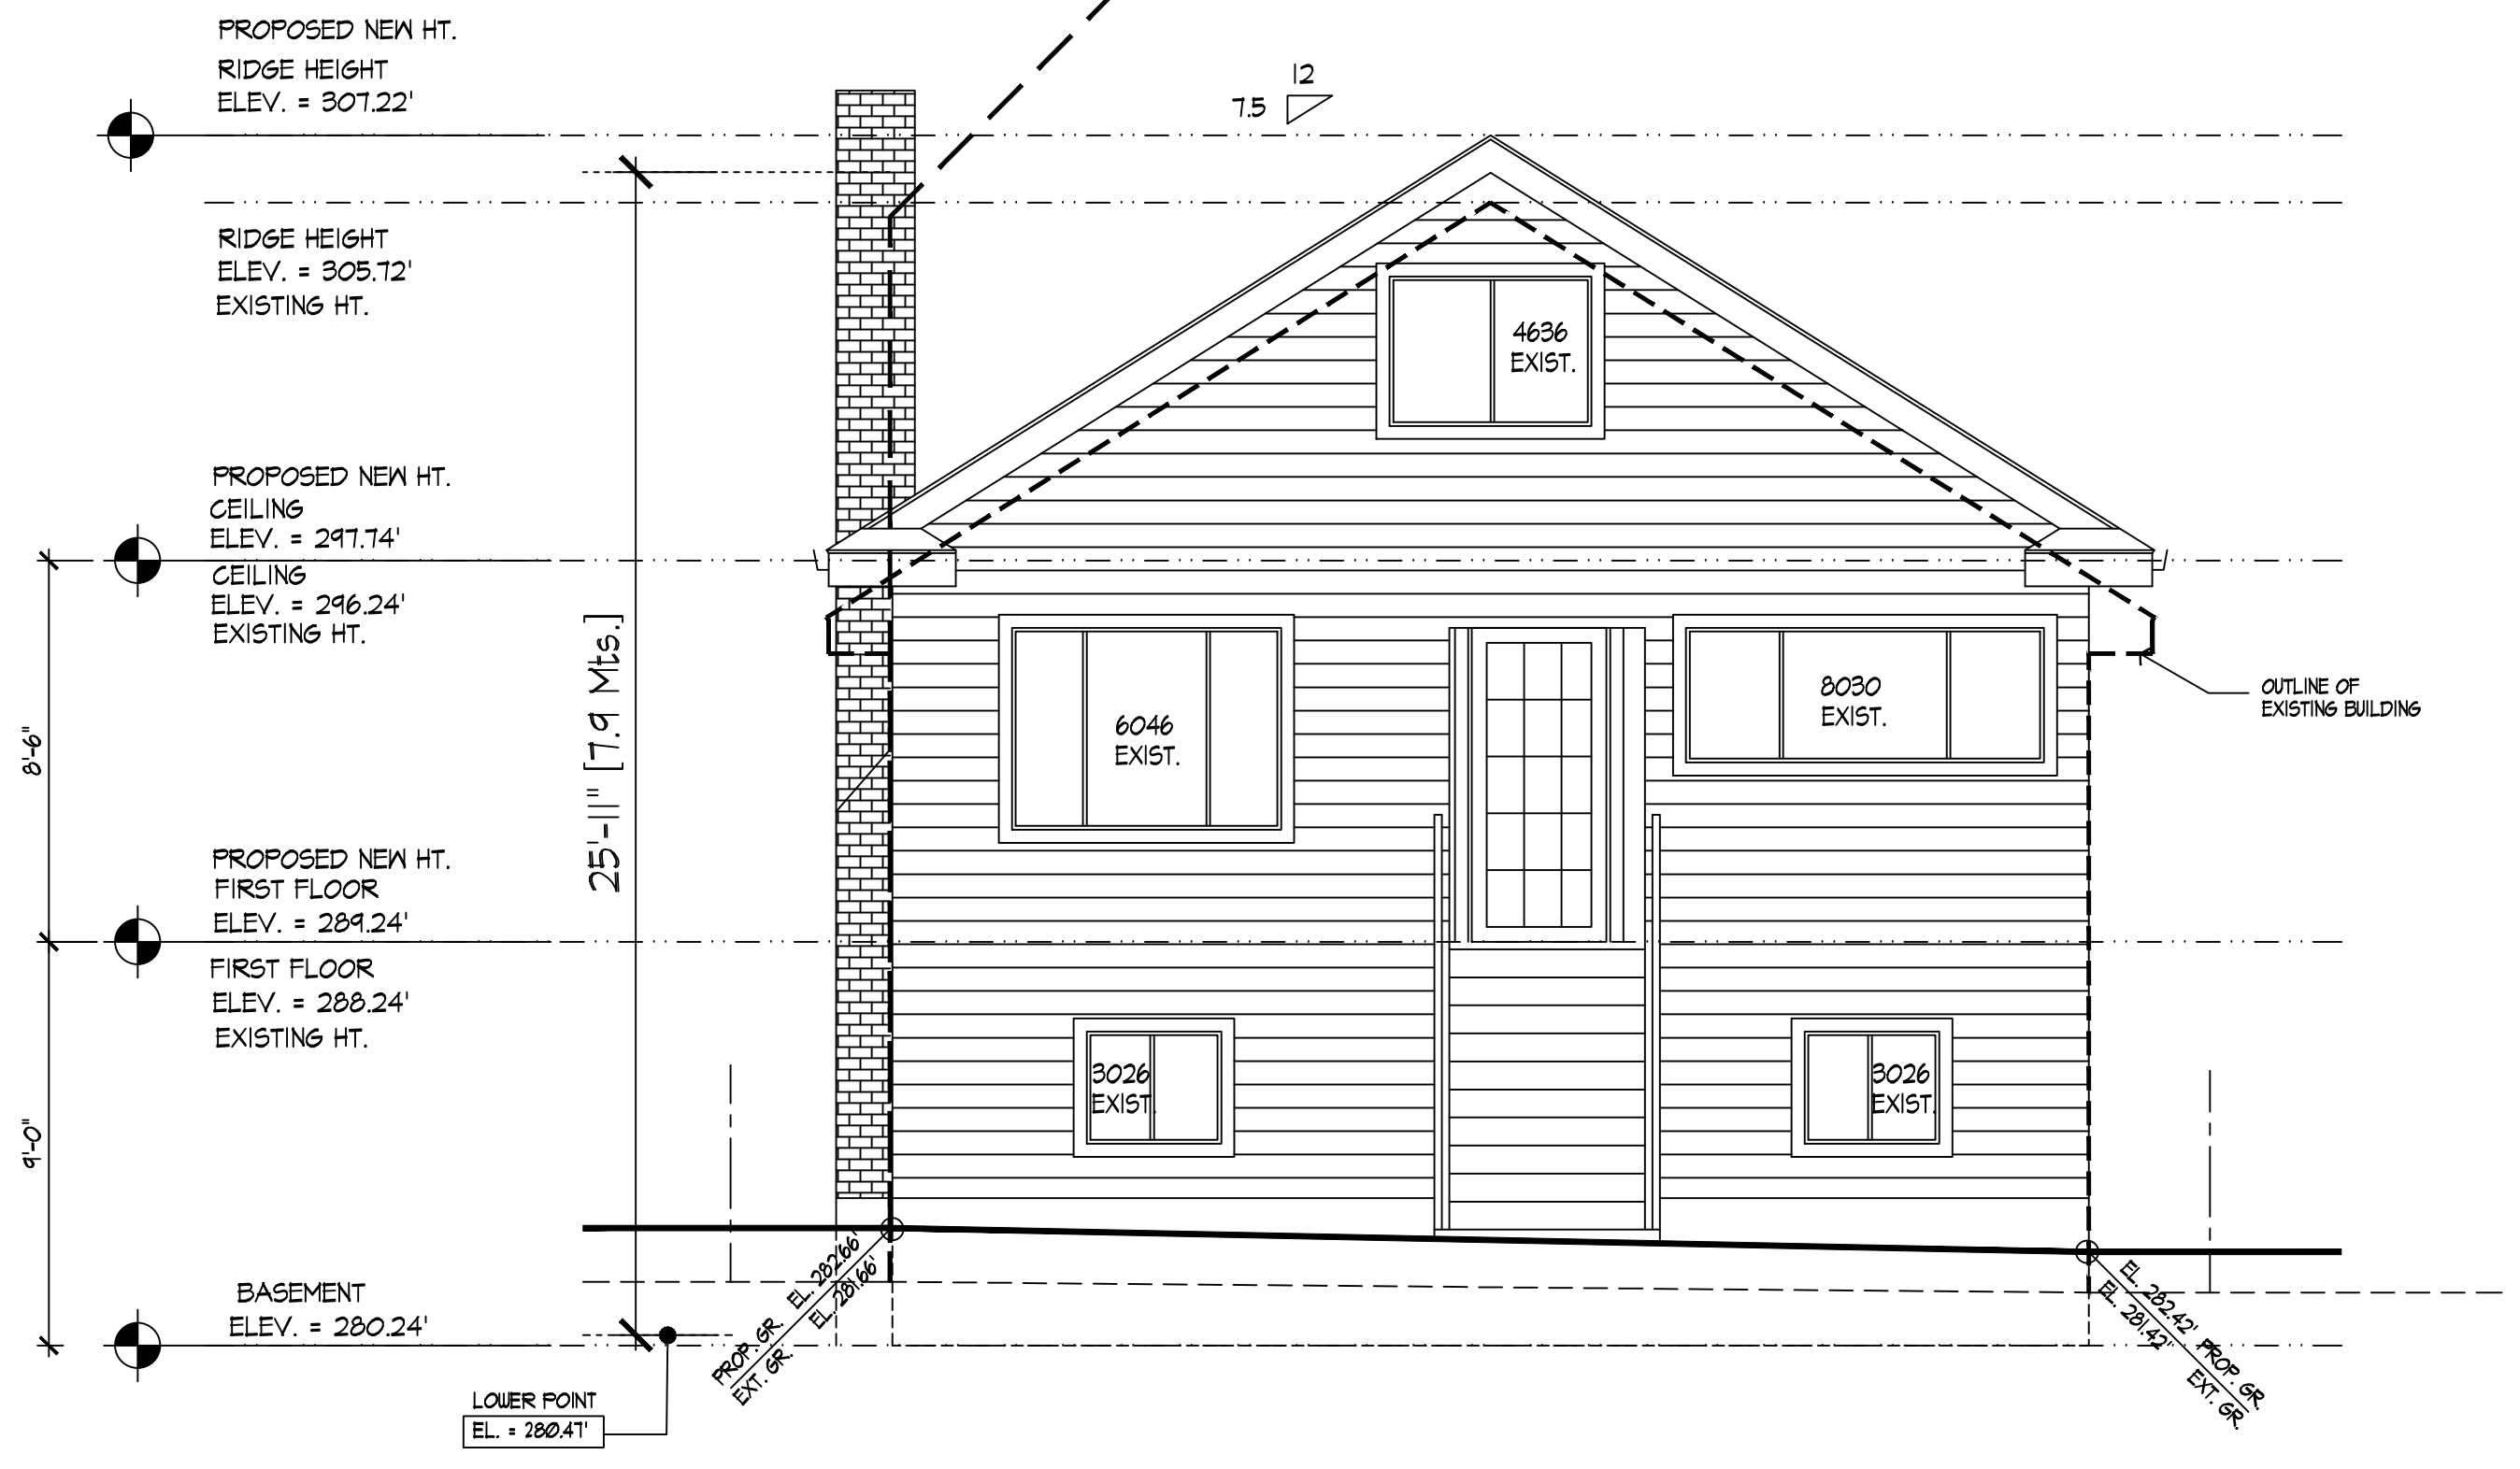 PROPOSED NEW HT.
RIDGE HEIGHT
ELEV. = 307.22'
12
7.5
RIDGE HEIGHT
ELEV. = 305.72'
EXISTING HT.
4636
EXIST.
PROPOSED NEW HT.
CEILING
ELEV. = 297.74'
CEILING
ELEV. = 296.24'
EXISTING HT.
8'-6"
25'-11" [7.9 Mts.]
6046
EXIST.
8030
EXIST.
OUTLINE OF
EXISTING BUILDING
PROPOSED NEW HT.
FIRST FLOOR
ELEV. = 289.24'
FIRST FLOOR
ELEV. = 288.24'
EXISTING HT.
9'-0"
3026
EXIST.
3026
EXIST.
BASEMENT
ELEV. = 280.24'
PROP. GR. EL. 282.66'
EXT. GR. EL. 281.66'
EL. 282.42' PROP. GR.
EL. 281.42' EXT. GR.
LOWER POINT
EL. = 280.47'